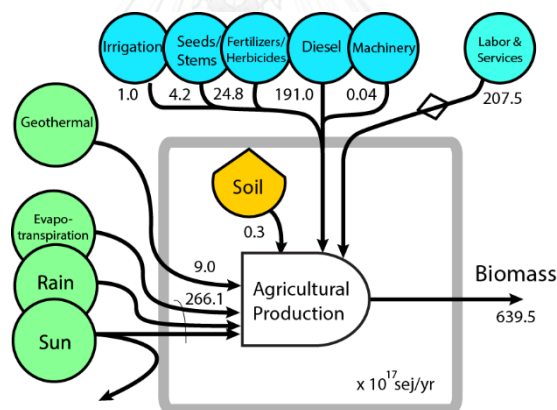 Irrigation
Seeds/
Stems
Fertilizers/
Herbicides
Diesel
Machinery
Labor &
Services
1.0
4.2
24.8
191.0
0.04
207.5
Geothermal
Soil
0.3
Evapo-
transpiration
9.0
Rain
266.1
Agricultural
Production
Biomass
639.5
Sun
x 10^17 sej/yr